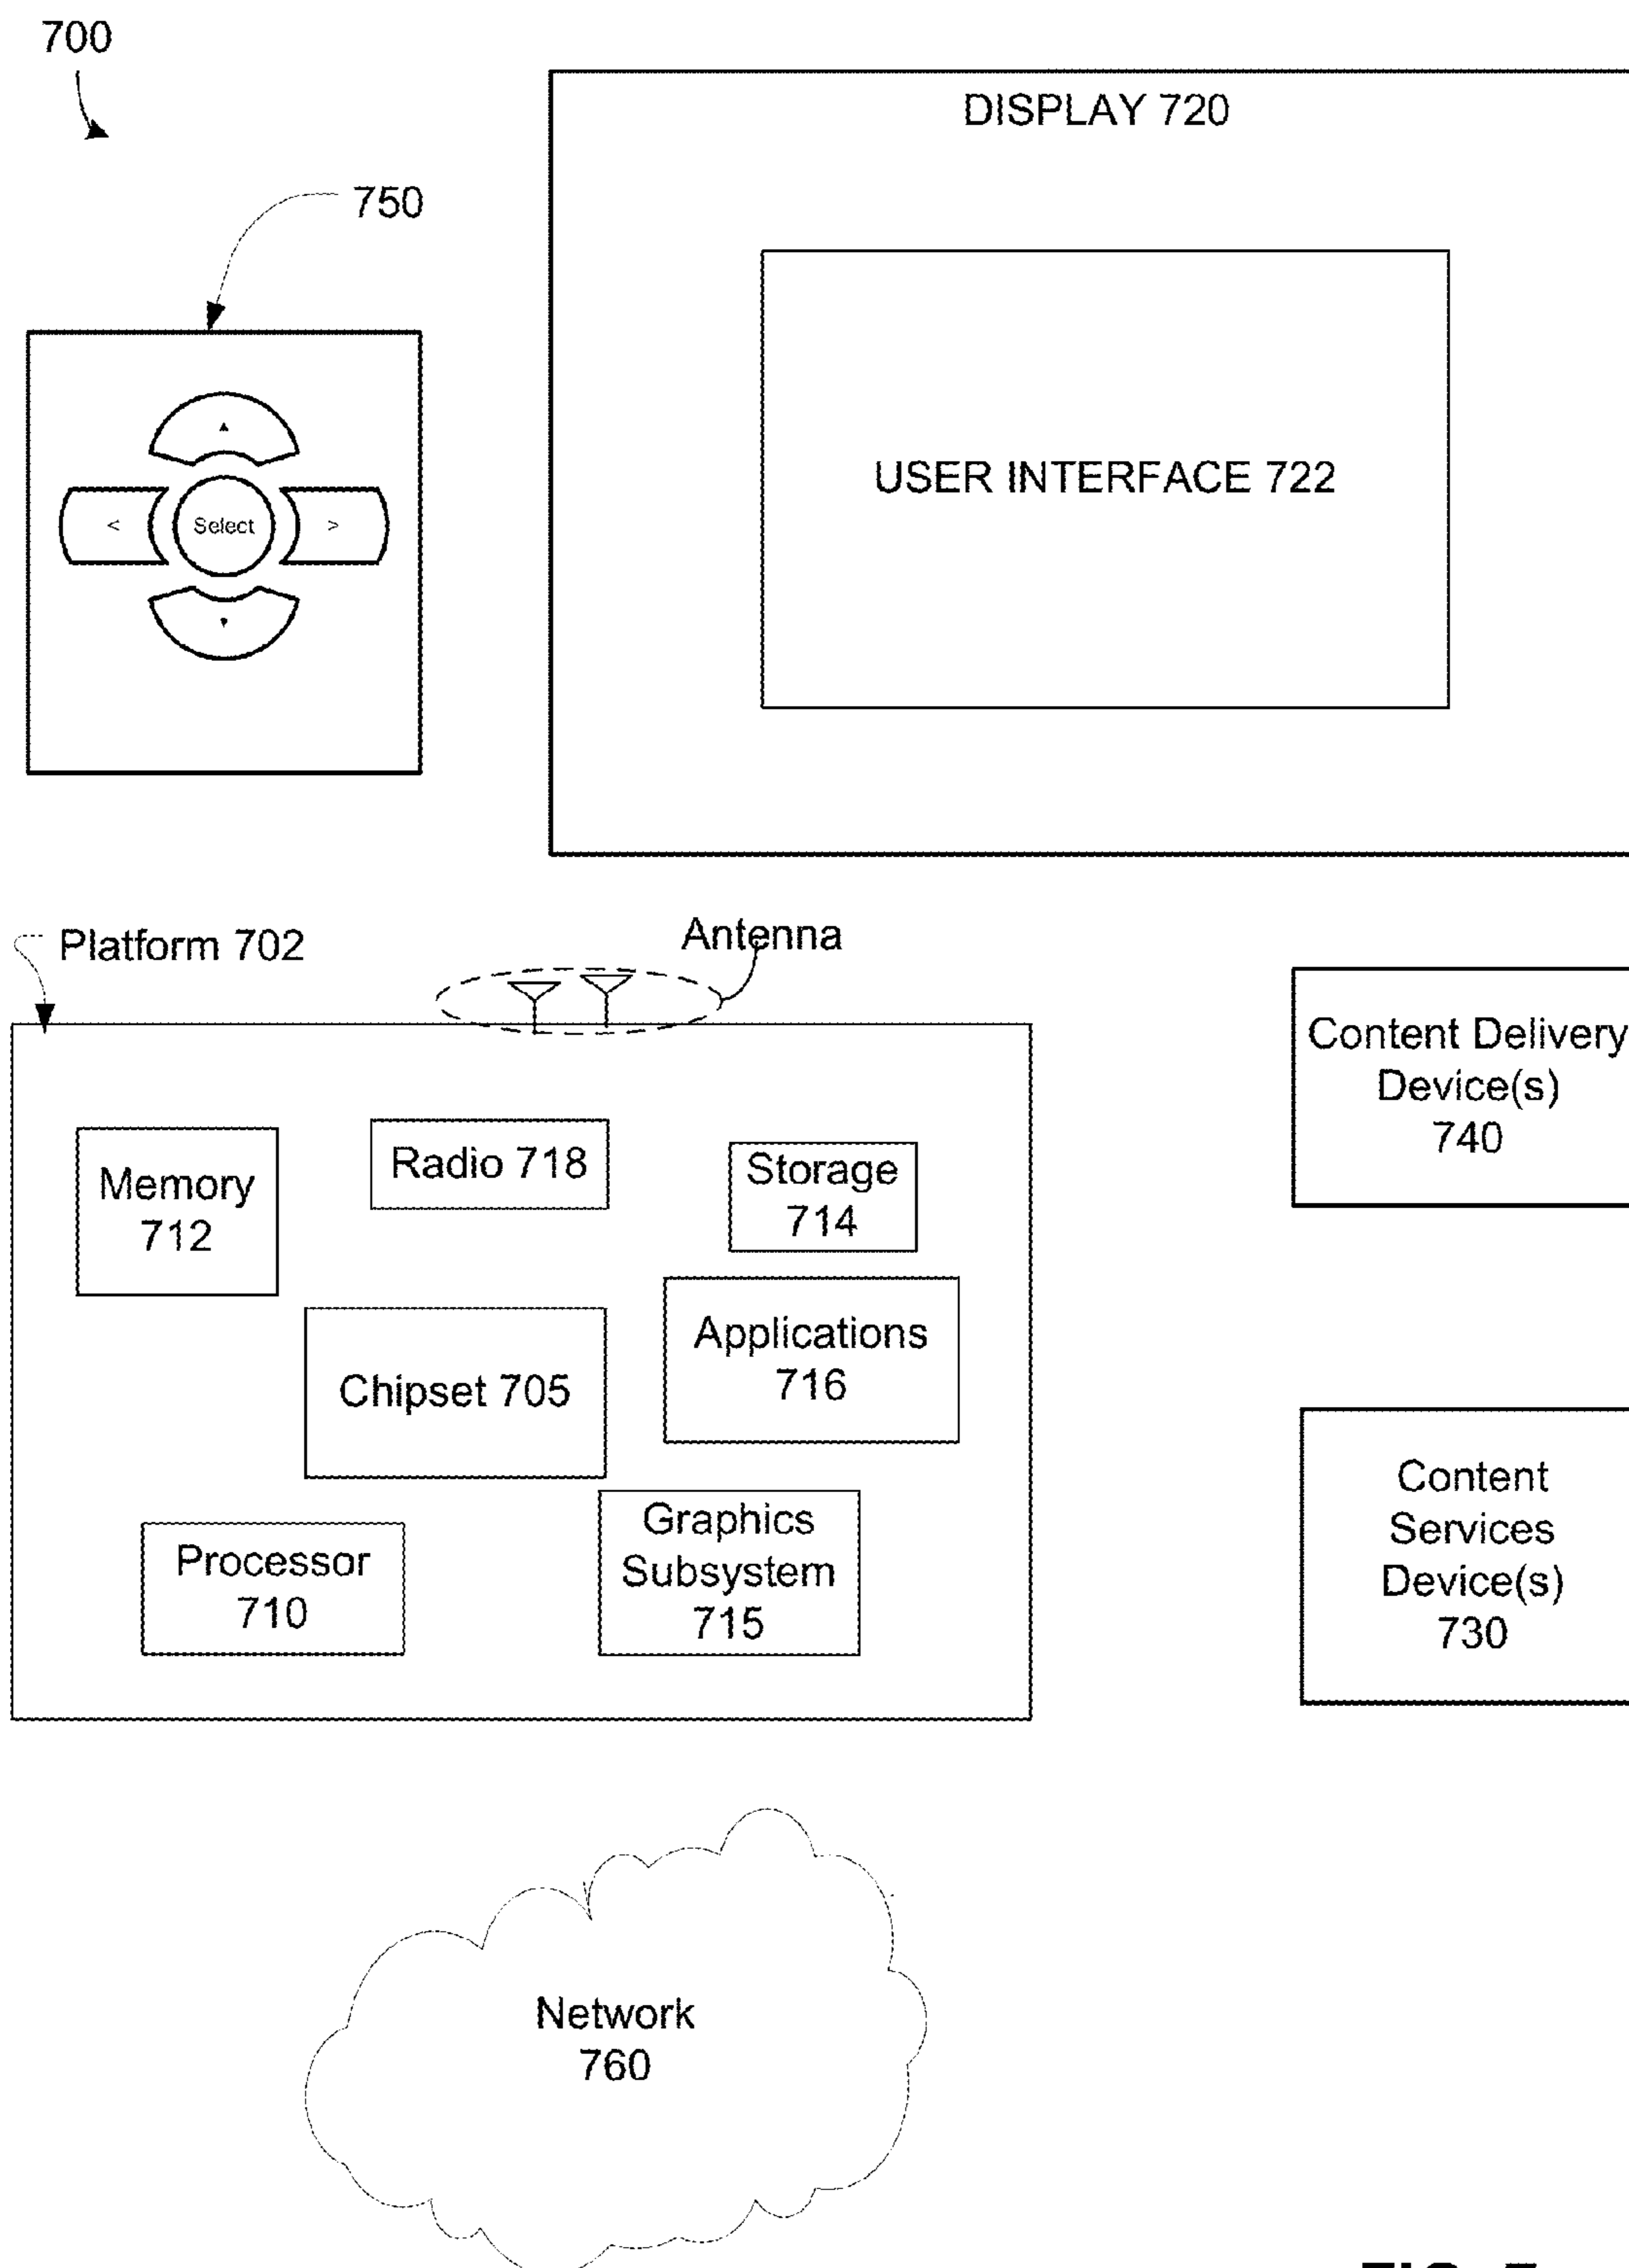 700
DISPLAY 720
750
USER INTERFACE 722
<
Select
>
Platform 702
Antenna
Content Delivery
Device(s)
740
Memory
712
Radio 718
Storage
714
Chipset 705
Applications
716
Content
Services
Device(s)
730
Processor
710
Graphics
Subsystem
715
Network
760